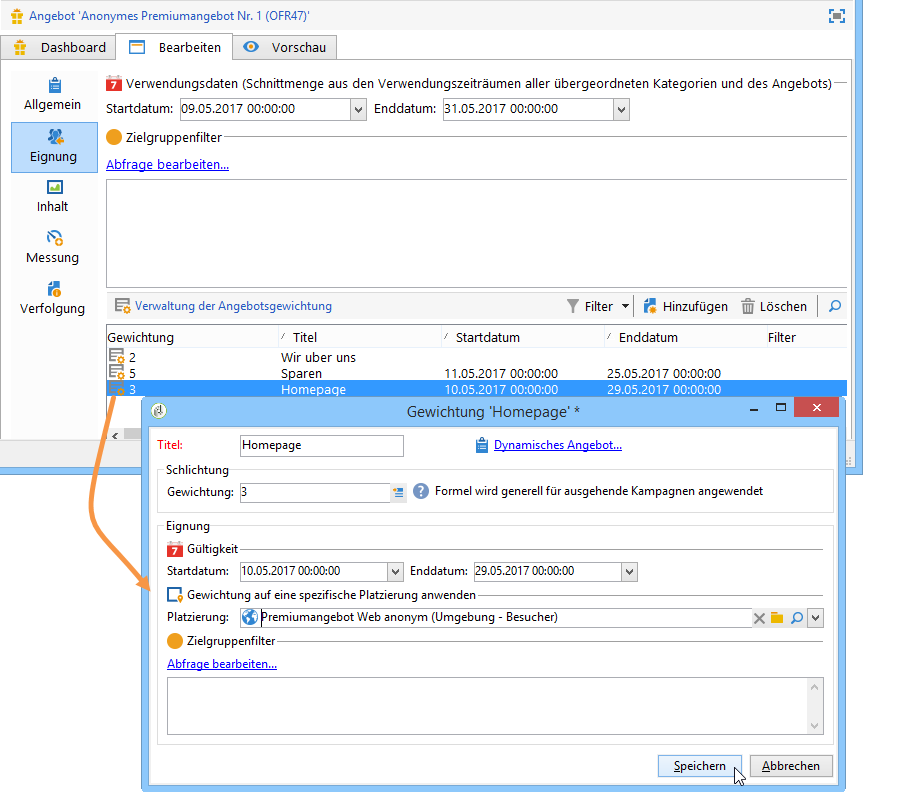 Angebot 'Anonymes Premiumangebot Nr. 1 (OFR47)'
Dashboard Bearbeiten Vorschau
Allgemein
Eignung
Inhalt
Messung
Verfolgung
7 Verwendungsdaten (Schnittmenge aus den Verwendungszeiträumen aller übergeordneten Kategorien und des Angebots)
Startdatum: 09.05.2017 00:00:00 Enddatum: 31.05.2017 00:00:00
Zielgruppenfilter
Abfrage bearbeiten...
Verwaltung der Angebotsgewichtung Filter Hinzufügen Löschen
Gewichtung Titel Startdatum Enddatum Filter
2 Wir uber uns
5 Sparen 11.05.2017 00:00:00 25.05.2017 00:00:00
3 Homepage 10.05.2017 00:00:00 29.05.2017 00:00:00
Gewichtung 'Homepage' *
Titel: Homepage Dynamisches Angebot...
Schlichtung
Gewichtung: 3 ? Formel wird generell für ausgehende Kampagnen angewendet
Eignung
7 Gültigkeit
Startdatum: 10.05.2017 00:00:00 Enddatum: 29.05.2017 00:00:00
Gewichtung auf eine spezifische Platzierung anwenden
Platzierung: Premiumangebot Web anonym (Umgebung - Besucher)
Zielgruppenfilter
Abfrage bearbeiten...
Speichern Abbrechen